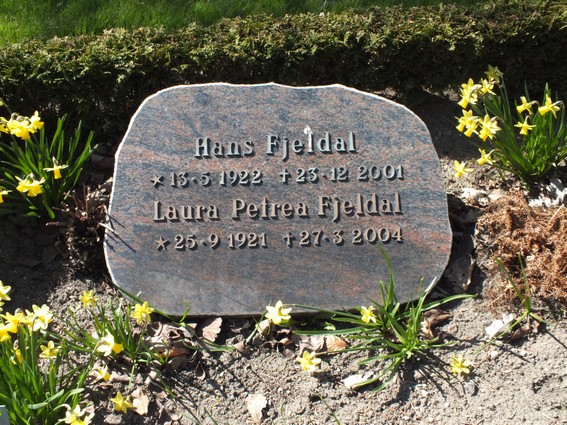 Hans Fjeldal
★ 13·5 1922 ✝ 23·12 2001
Laura Petrea Fjeldal
★ 25·9 1921 ✝ 27·3 2004